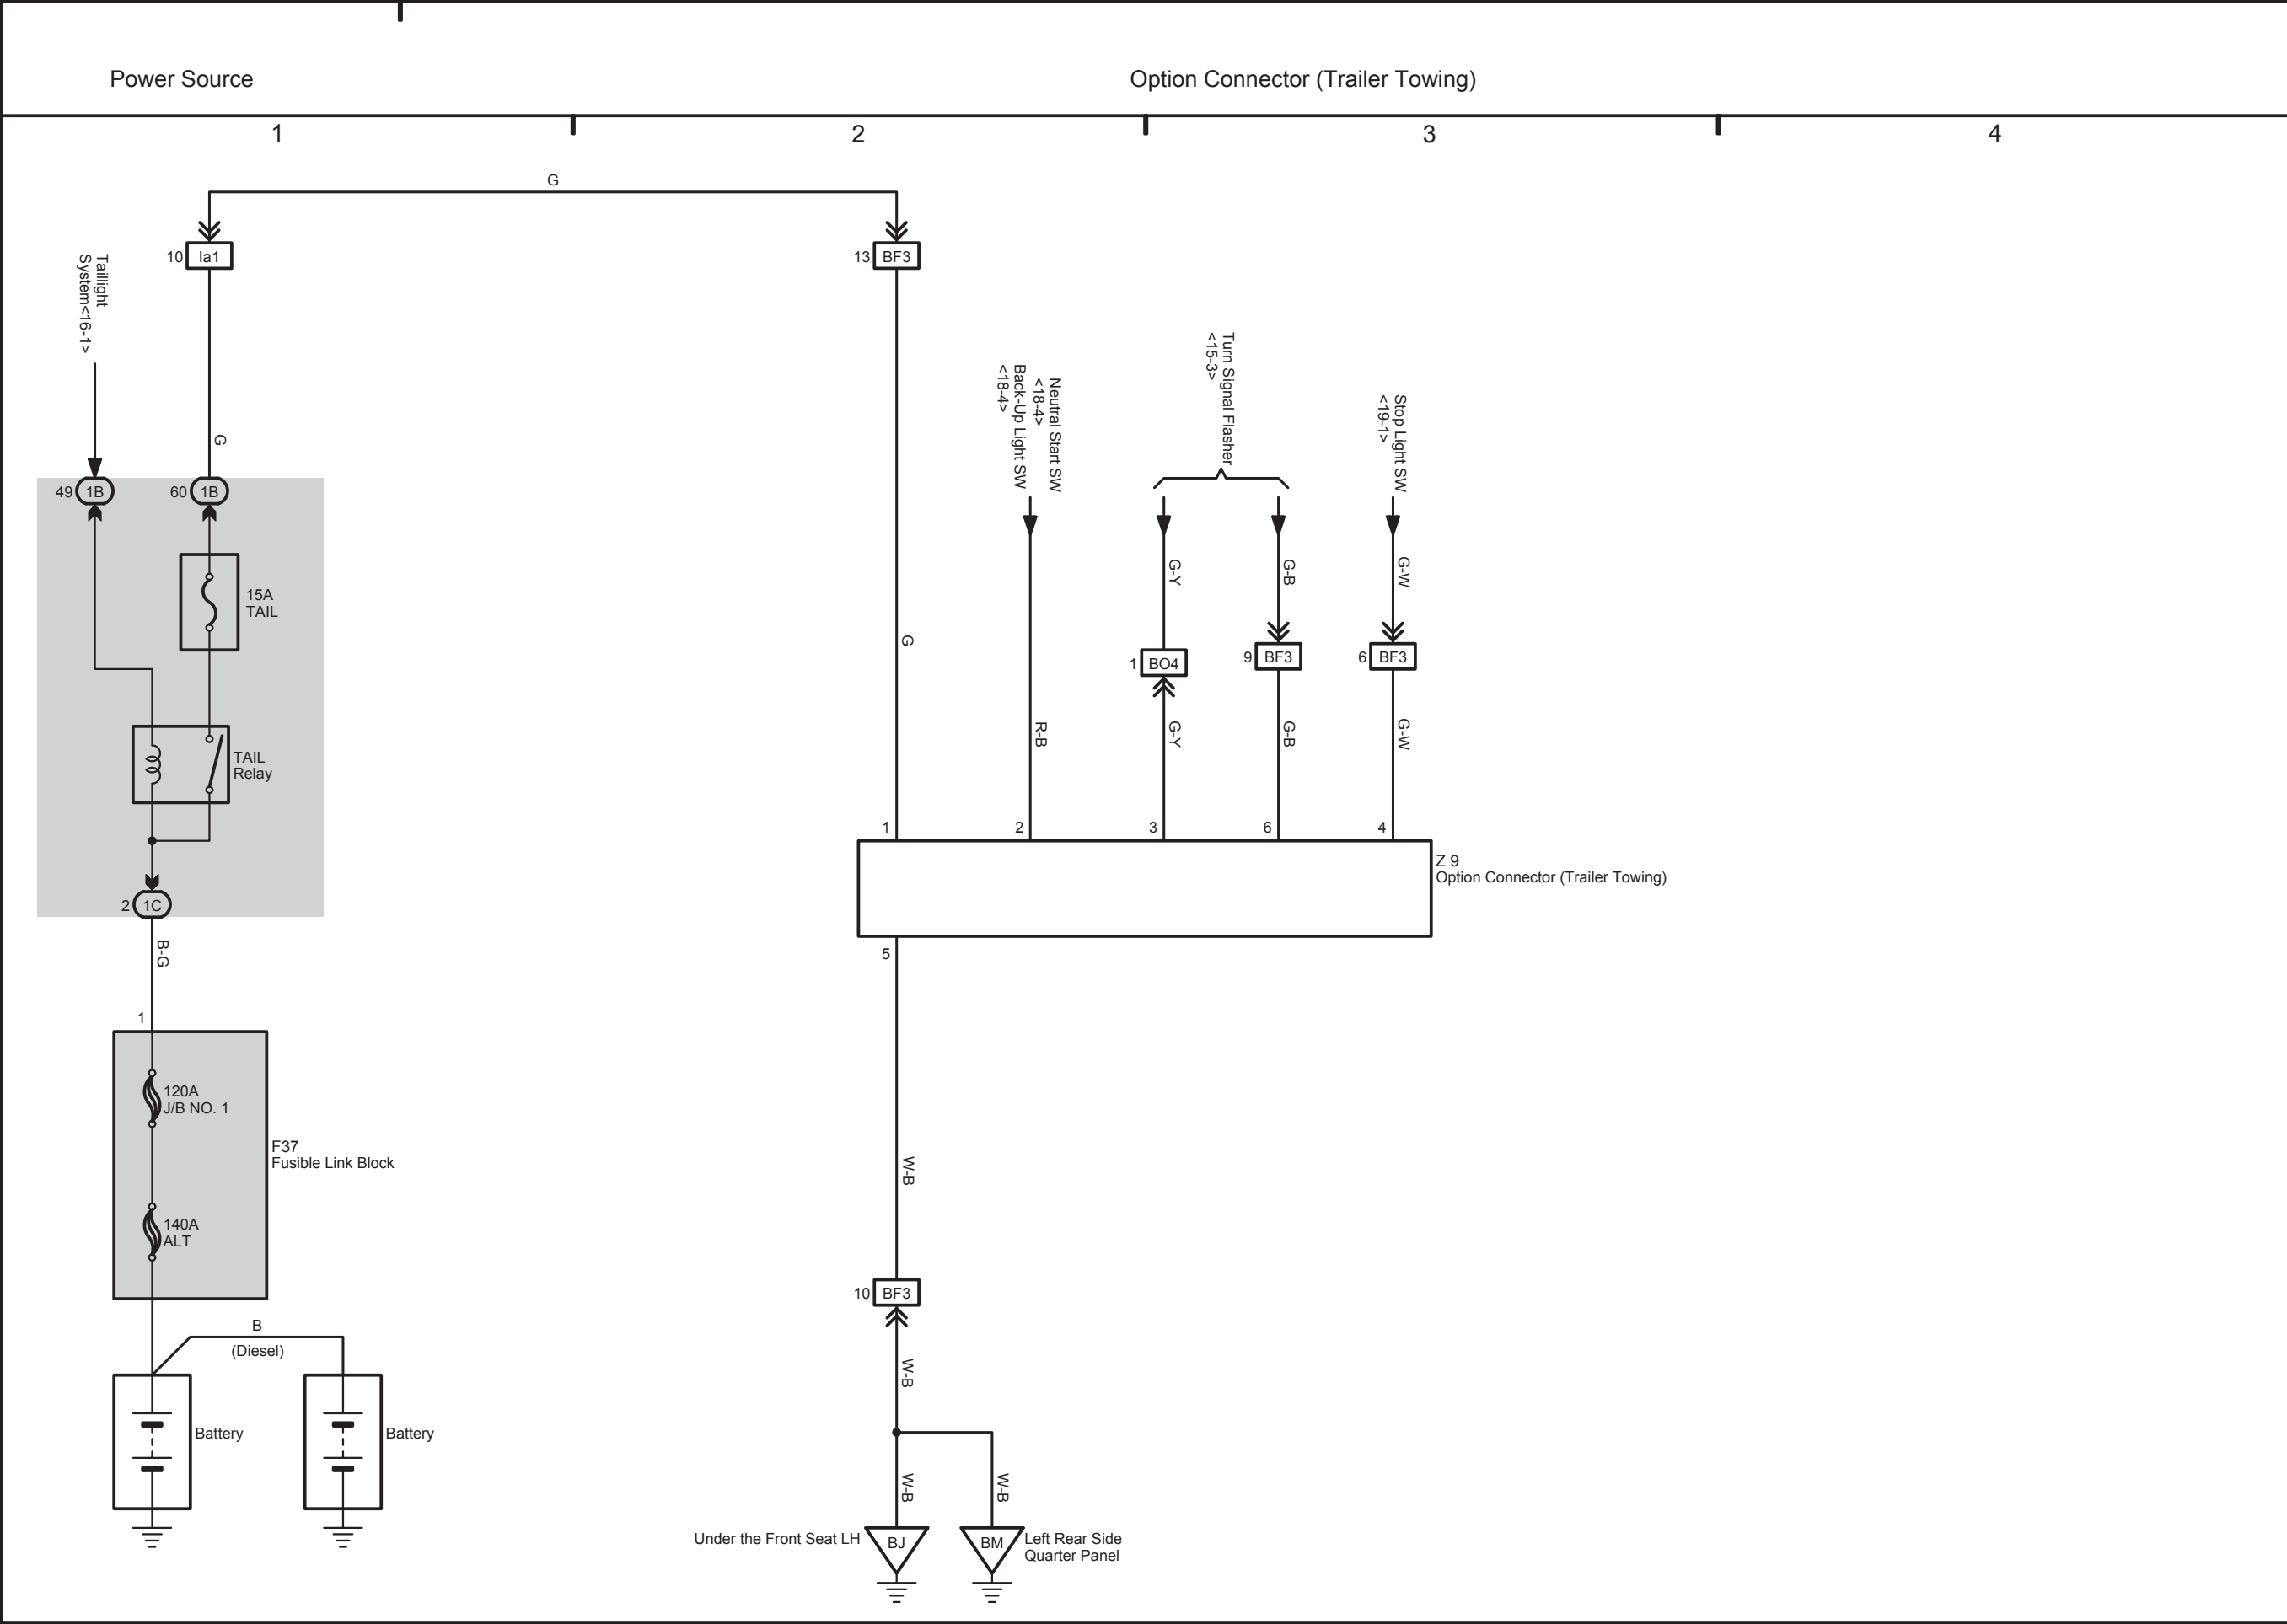 Power Source
Option Connector (Trailer Towing)
1
2
3
4
G
10
Ia1
13
BF3
Taillight
System<16-1>
G
49
1B
60
1B
15A
TAIL
TAIL
Relay
2
1C
B-G
1
120A
J/B NO. 1
F37
Fusible Link Block
140A
ALT
B
(Diesel)
Battery
Battery
G
Neutral Start SW
<18-4>
Back-Up Light SW
<18-4>
Turn Signal Flasher
<15-3>
Stop Light SW
<19-1>
G-Y
G-B
G-W
1
BO4
9
BF3
6
BF3
R-B
G-Y
G-B
G-W
1
2
3
6
4
Z 9
Option Connector (Trailer Towing)
5
W-B
10
BF3
W-B
W-B
W-B
Under the Front Seat LH
BJ
BM
Left Rear Side
Quarter Panel